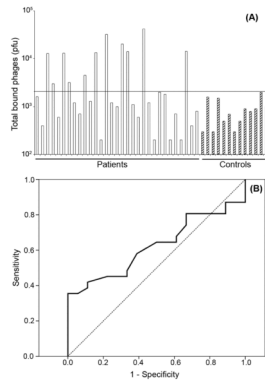 (A)
Total bound phages (pfu)
10⁵
10⁴
10³
10²
Patients
Controls
(B)
Sensitivity
1.0
0.8
0.6
0.4
0.2
0.0
0.0 0.2 0.4 0.6 0.8 1.0
1 - Specificity